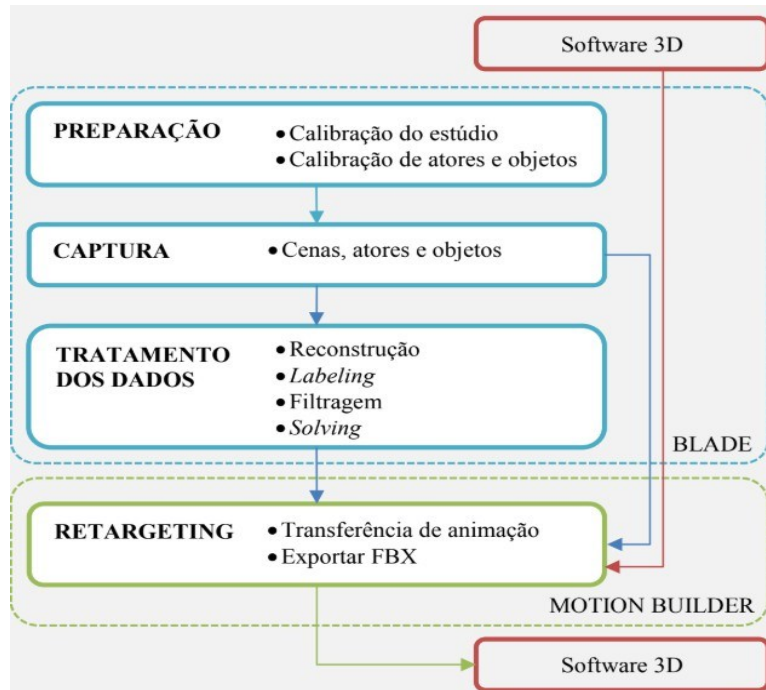 Software 3D
PREPARAÇÃO
• Calibração do estúdio
• Calibração de atores e objetos
CAPTURA
• Cenas, atores e objetos
TRATAMENTO
DOS DADOS
• Reconstrução
• Labeling
• Filtragem
• Solving
BLADE
RETARGETING
• Transferência de animação
• Exportar FBX
MOTION BUILDER
Software 3D